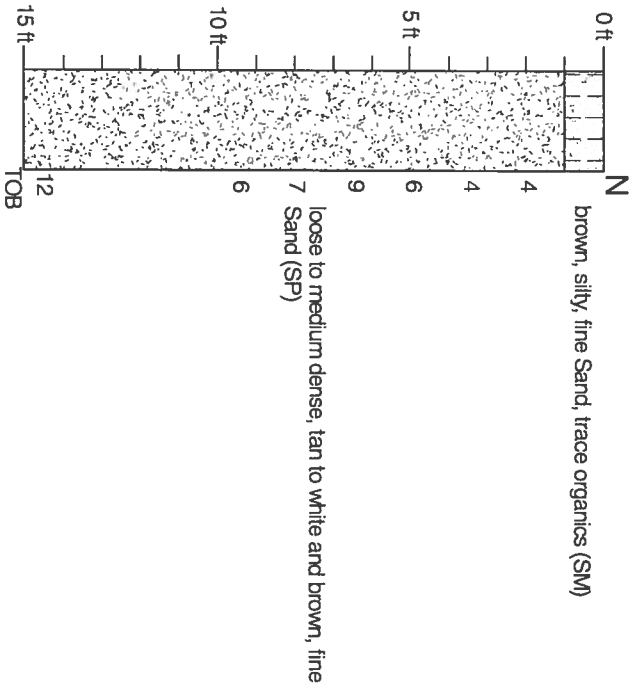 0 ft
N
brown, silty, fine Sand, trace organics (SM)
4
4
5 ft
6
9
7
loose to medium dense, tan to white and brown, fine
Sand (SP)
6
10 ft
12
15 ft
TOB